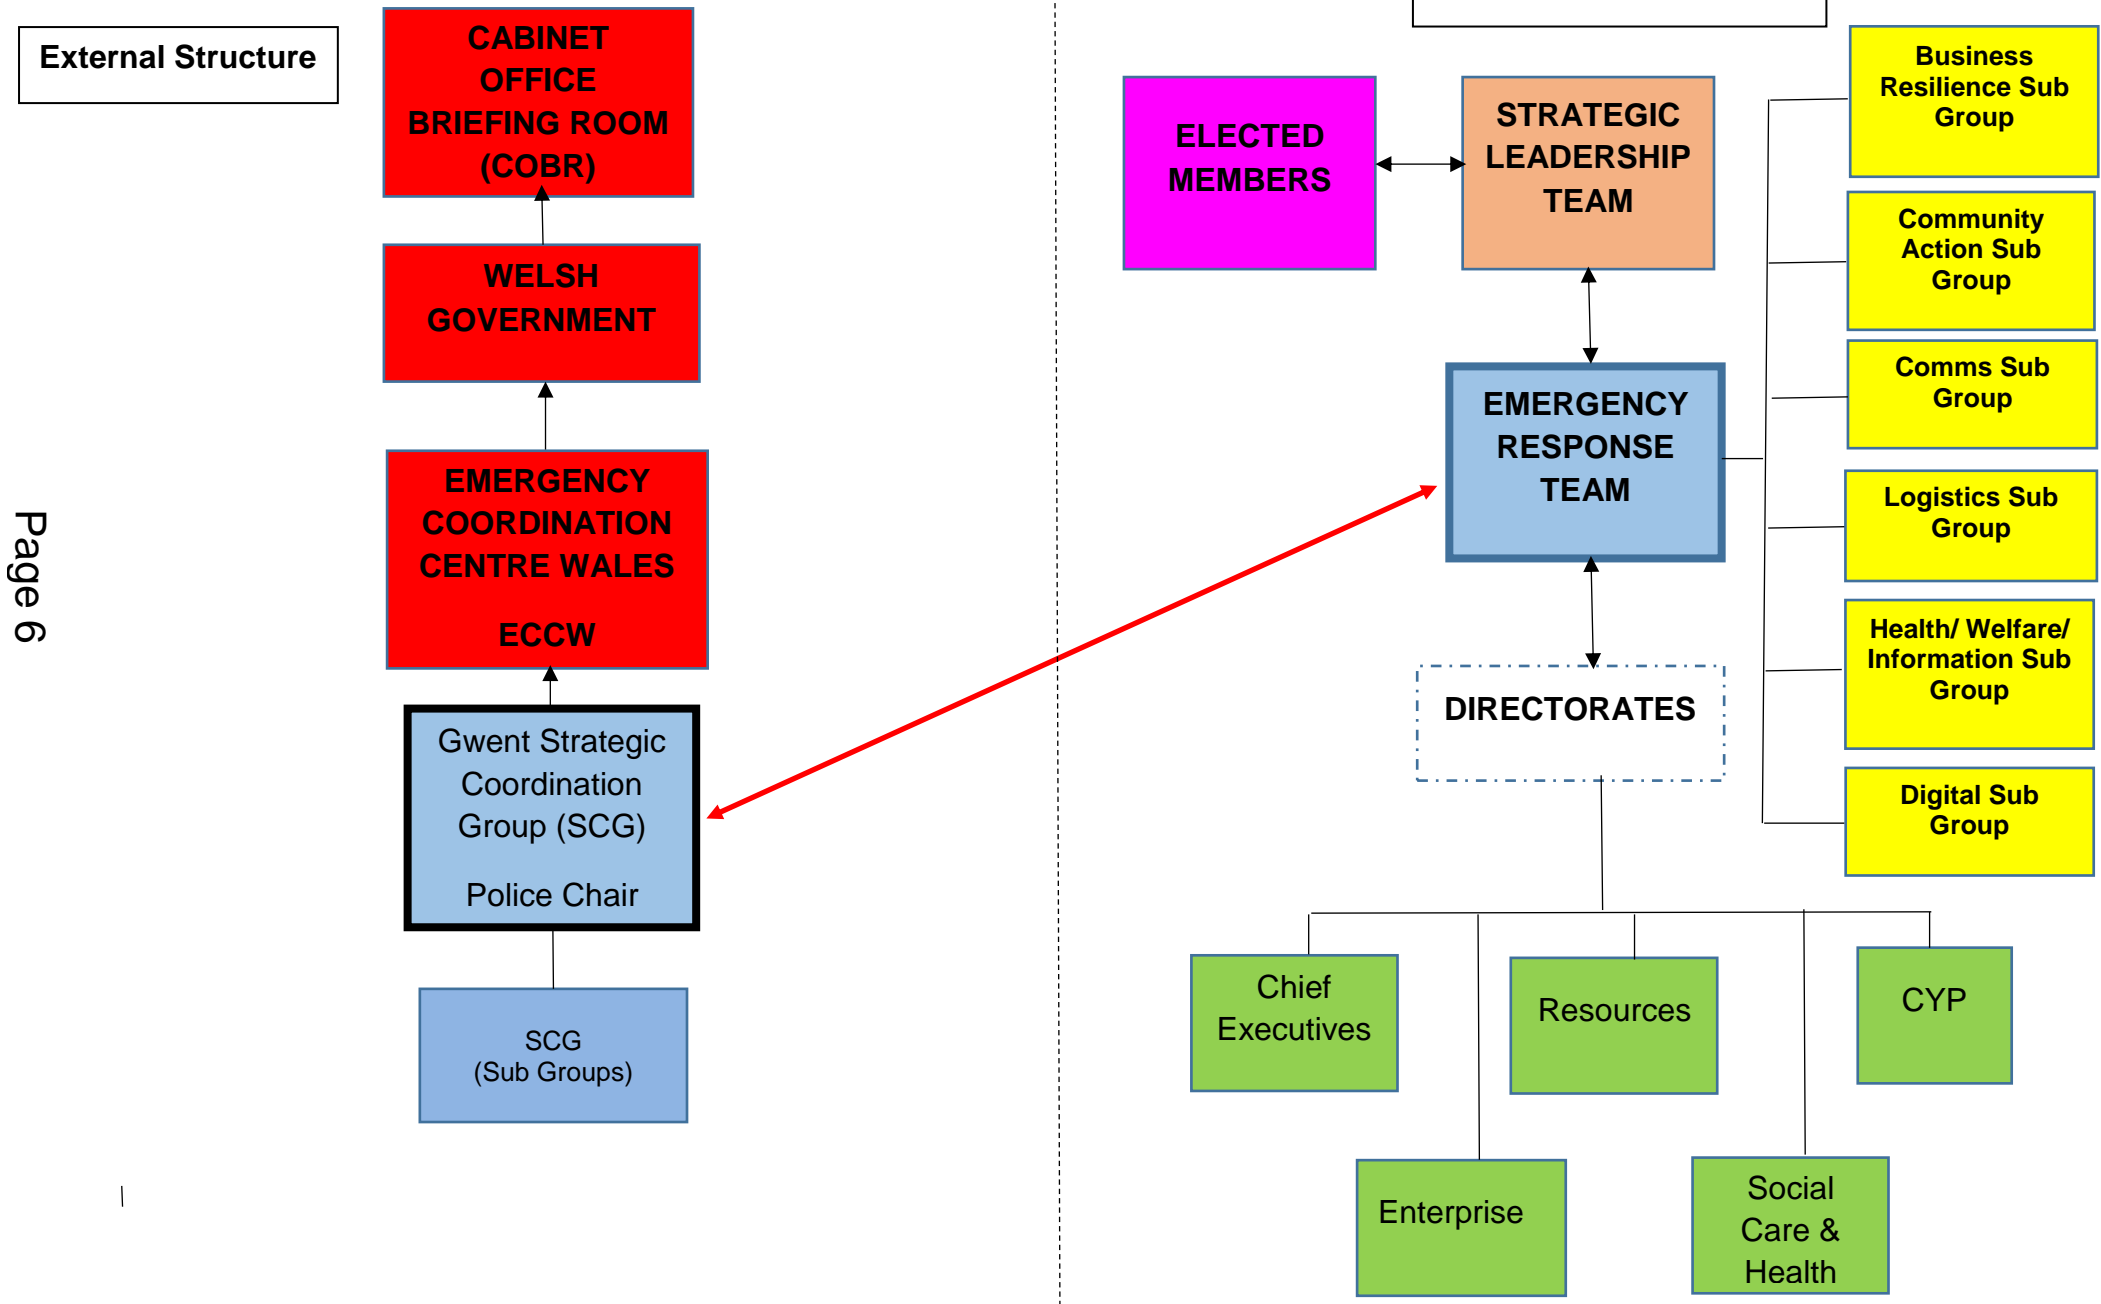 External Structure
CABINET
OFFICE
BRIEFING ROOM
(COBR)
WELSH
GOVERNMENT
EMERGENCY
COORDINATION
CENTRE WALES
ECCW
Gwent Strategic
Coordination
Group (SCG)
Police Chair
SCG
(Sub Groups)
Page 6
ELECTED
MEMBERS
STRATEGIC
LEADERSHIP
TEAM
EMERGENCY
RESPONSE
TEAM
DIRECTORATES
Chief
Executives
Resources
CYP
Enterprise
Social
Care &
Health
Business
Resilience Sub
Group
Community
Action Sub
Group
Comms Sub
Group
Logistics Sub
Group
Health/ Welfare/
Information Sub
Group
Digital Sub
Group